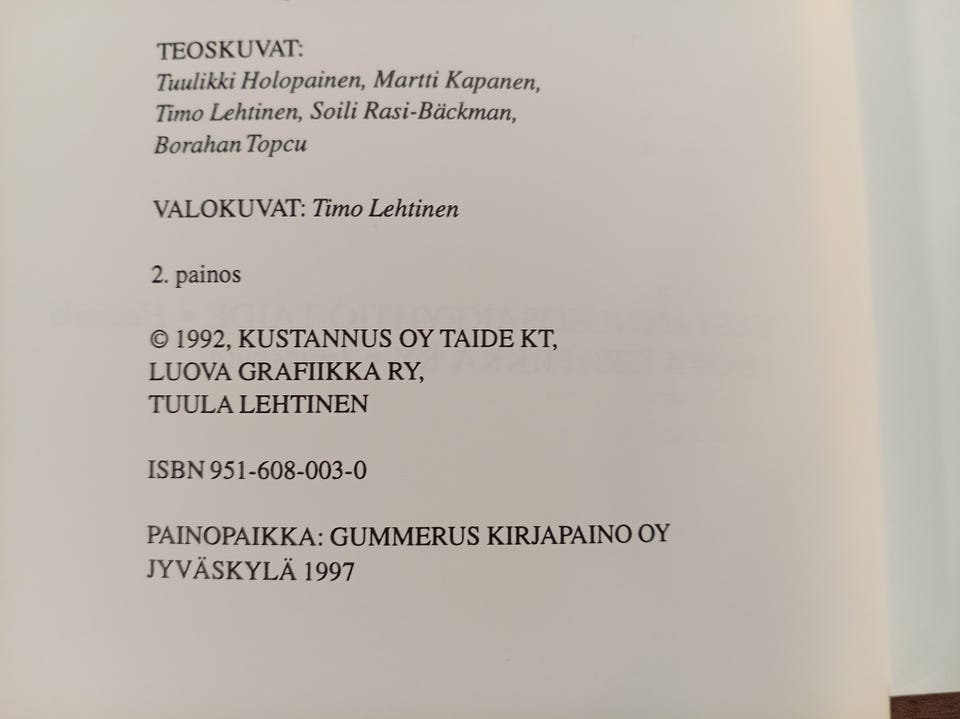 TEOSKUVAT:
Tuulikki Holopainen, Martti Kapanen,
Timo Lehtinen, Soili Rasi-Bäckman,
Borahan Topcu
VALOKUVAT: Timo Lehtinen
2. painos
© 1992, KUSTANNUS OY TAIDE KT,
LUOVA GRAFIIKKA RY,
TUULA LEHTINEN
ISBN 951-608-003-0
PAINOPAIKKA: GUMMERUS KIRJAPAINO OY
JYVÄSKYLÄ 1997